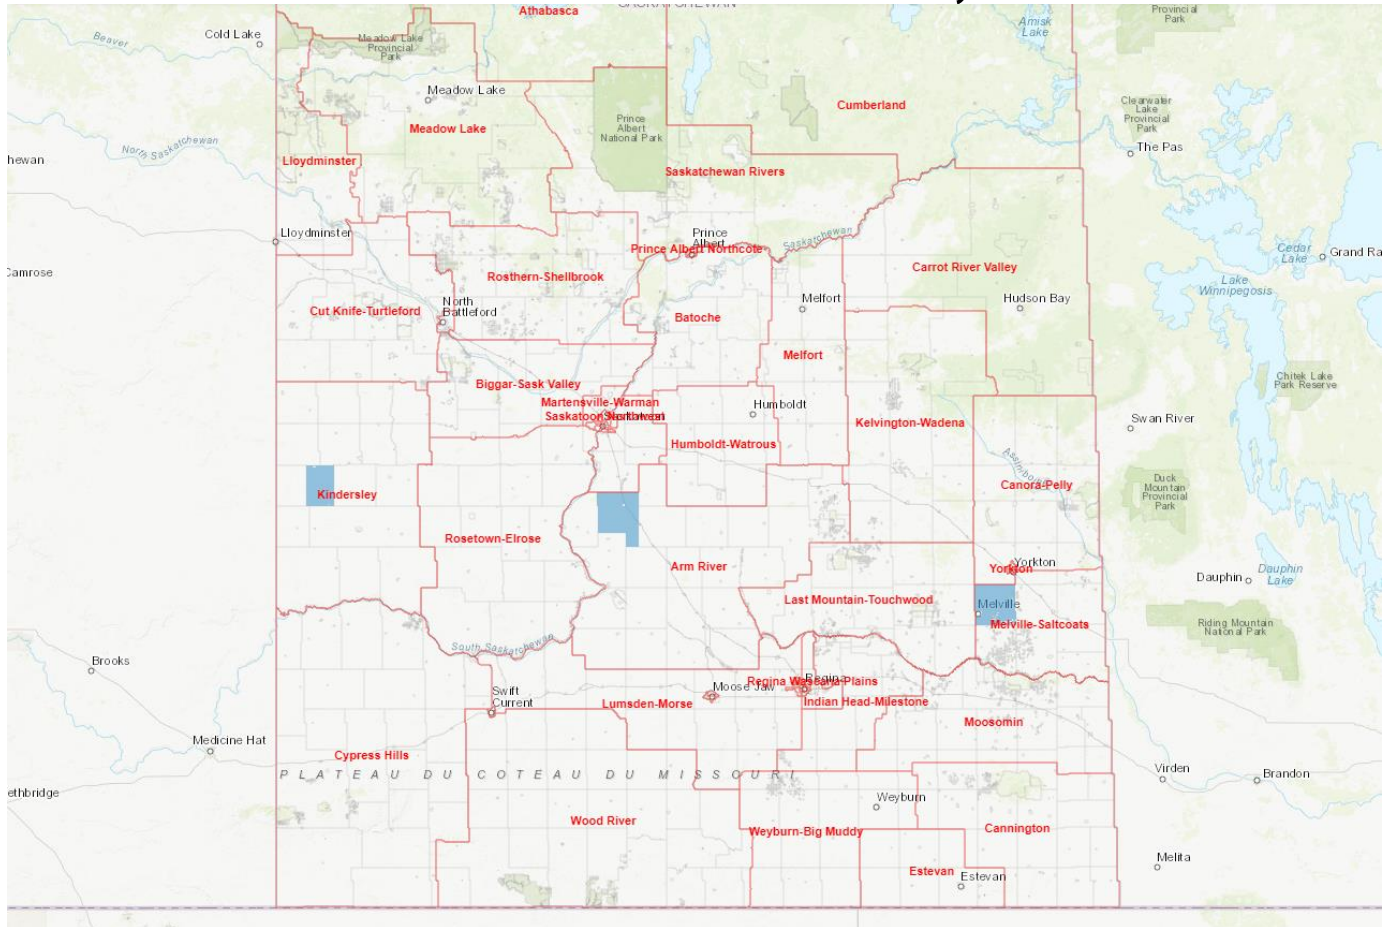 SASKATCHEWAN
Athabasca
Provincial
Park
Amisk
Lake
Cold Lake
Beaver
Meadow Lake
Provincial
Park
Meadow Lake
Meadow Lake
Prince
Albert
National Park
Cumberland
Clearwater
Lake
Provincial
Park
The Pas
North Saskatchewan
hewan
Lloydminster
Saskatchewan Rivers
Lloydminster
Prince
Albert
Prince Albert Northcote
Saskatchewan
Cedar
Lake
Grand Ra
Camrose
Rosthern-Shellbrook
Carrot River Valley
Lake
Winnipegosis
North
Battleford
Cut Knife-Turtleford
Batoche
Melfort
Hudson Bay
Melfort
Biggar-Sask Valley
Chitek Lake
Park Reserve
Martensville-Warman
Humboldt
Saskatoon
Swan River
Kelvington-Wadena
Humboldt-Watrous
Assiniboine
Canora-Pelly
Duck
Mountain
Provincial
Park
Kindersley
Rosetown-Elrose
Arm River
Yorkton
Yorkton
Dauphin
Dauphin
Lake
Last Mountain-Touchwood
Melville
Melville-Saltcoats
Riding Mountain
National Park
South Saskatchewan
Brooks
Regina Wascana Plains
Regina
Moose Jaw
Swift
Current
Lumsden-Morse
Indian Head-Milestone
Moosomin
Medicine Hat
Cypress Hills
PLATEAU DU COTEAU DU MISSOURI
Virden
Brandon
ethbridge
Weyburn
Wood River
Weyburn-Big Muddy
Cannington
Melita
Estevan
Estevan